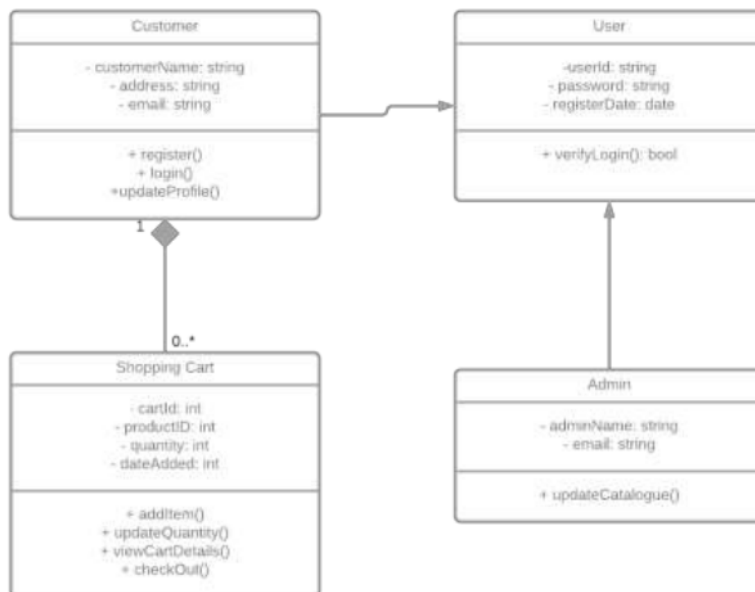 Customer
- customerName: string
- address: string
- email: string
+ register()
+ login()
+updateProfile()
User
-userId: string
- password: string
- registerDate: date
+ verifyLogin(): bool
1
0..*
Shopping Cart
- cartId: int
- productID: int
- quantity: int
- dateAdded: int
+ addItem()
+ updateQuantity()
+ viewCartDetails()
+ checkOut()
Admin
- adminName: string
- email: string
+ updateCatalogue()